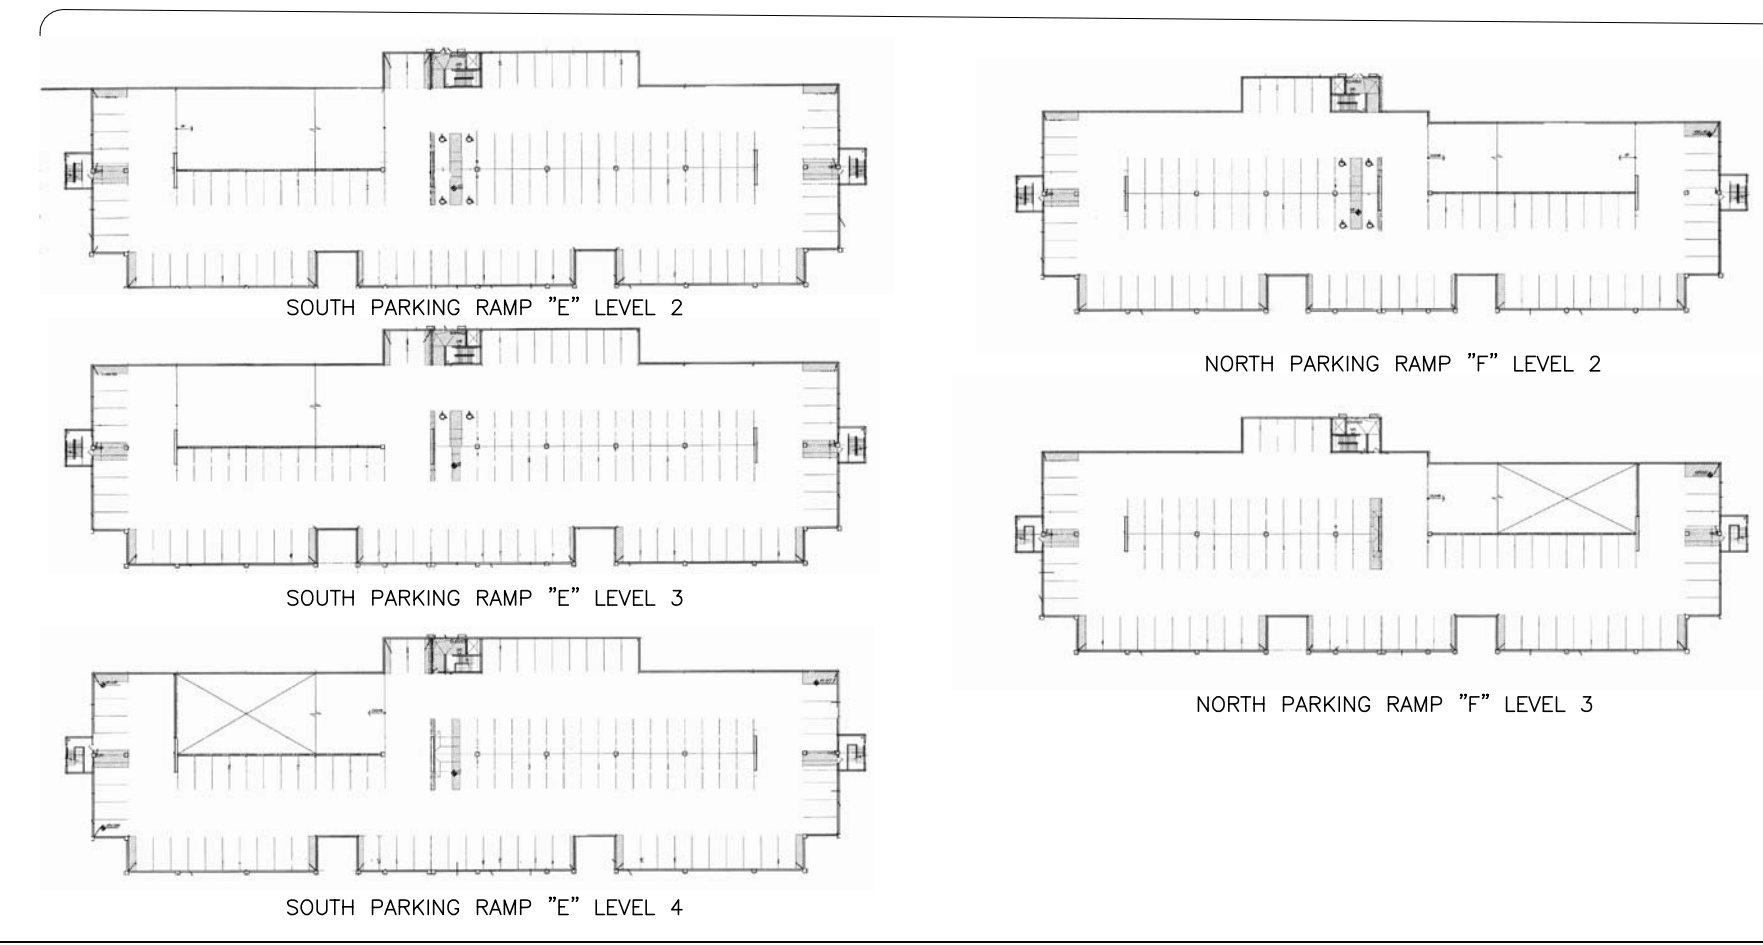 SOUTH PARKING RAMP ”E” LEVEL 2
SOUTH PARKING RAMP ”E” LEVEL 3
SOUTH PARKING RAMP ”E” LEVEL 4
NORTH PARKING RAMP ”F” LEVEL 2
NORTH PARKING RAMP ”F” LEVEL 3